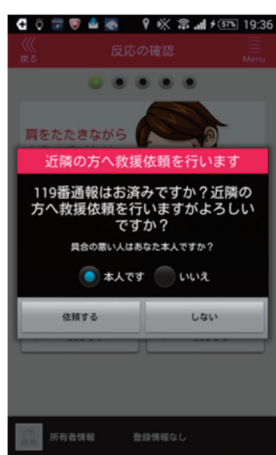 57% 19:36
戻る 反応の確認 Menu
肩をたたきながら
近隣の方へ救援依頼を行います
119番通報はお済みですか？近隣の
方へ救援依頼を行いますがよろしい
ですか？
具合の悪い人はあなた本人ですか？
本人です いいえ
依頼する しない
所有者情報 登録情報なし